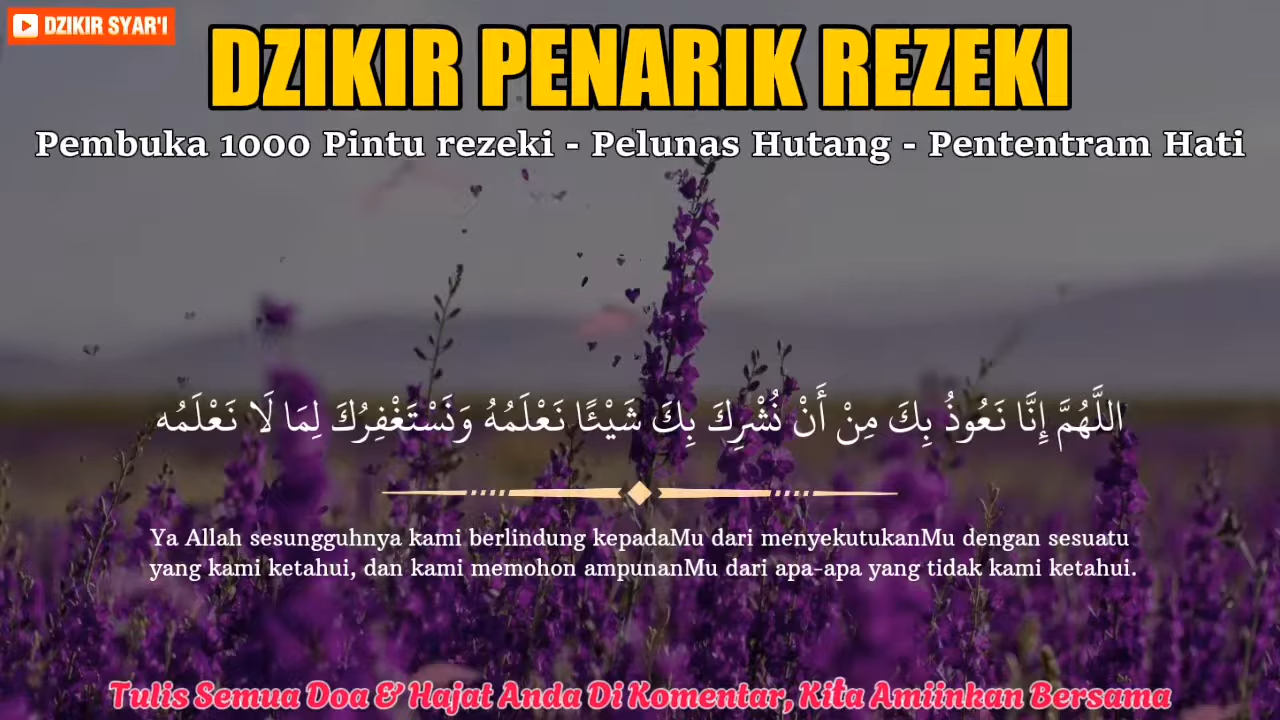 DZIKIR SYAR'I
DZIKIR PENARIK REZEKI
Pembuka 1000 Pintu rezeki - Pelunas Hutang - Pententram Hati
اللَّهُمَّ إِنَّا نَعُوذُ بِكَ مِنْ أَنْ نُشْرِكَ بِكَ شَيْئًا نَعْلَمُهُ وَنَسْتَغْفِرُكَ لِمَا لَا نَعْلَمُه
Ya Allah sesungguhnya kami berlindung kepadaMu dari menyekutukanMu dengan sesuatu
yang kami ketahui, dan kami memohon ampunanMu dari apa-apa yang tidak kami ketahui.
Tulis Semua Doa & Hajat Anda Di Komentar, Kita Amiinkan Bersama